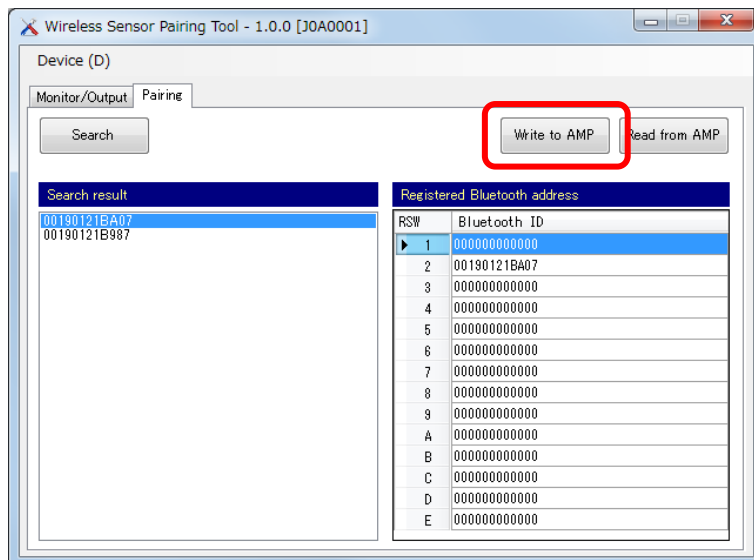 Wireless Sensor Pairing Tool - 1.0.0 [J0A0001]
Device (D)
Monitor/Output Pairing
Search Write to AMP Read from AMP
Search result
00190121BA07
00190121B987
Registered Bluetooth address
RSW Bluetooth ID
1 000000000000
2 00190121BA07
3 000000000000
4 000000000000
5 000000000000
6 000000000000
7 000000000000
8 000000000000
9 000000000000
A 000000000000
B 000000000000
C 000000000000
D 000000000000
E 000000000000